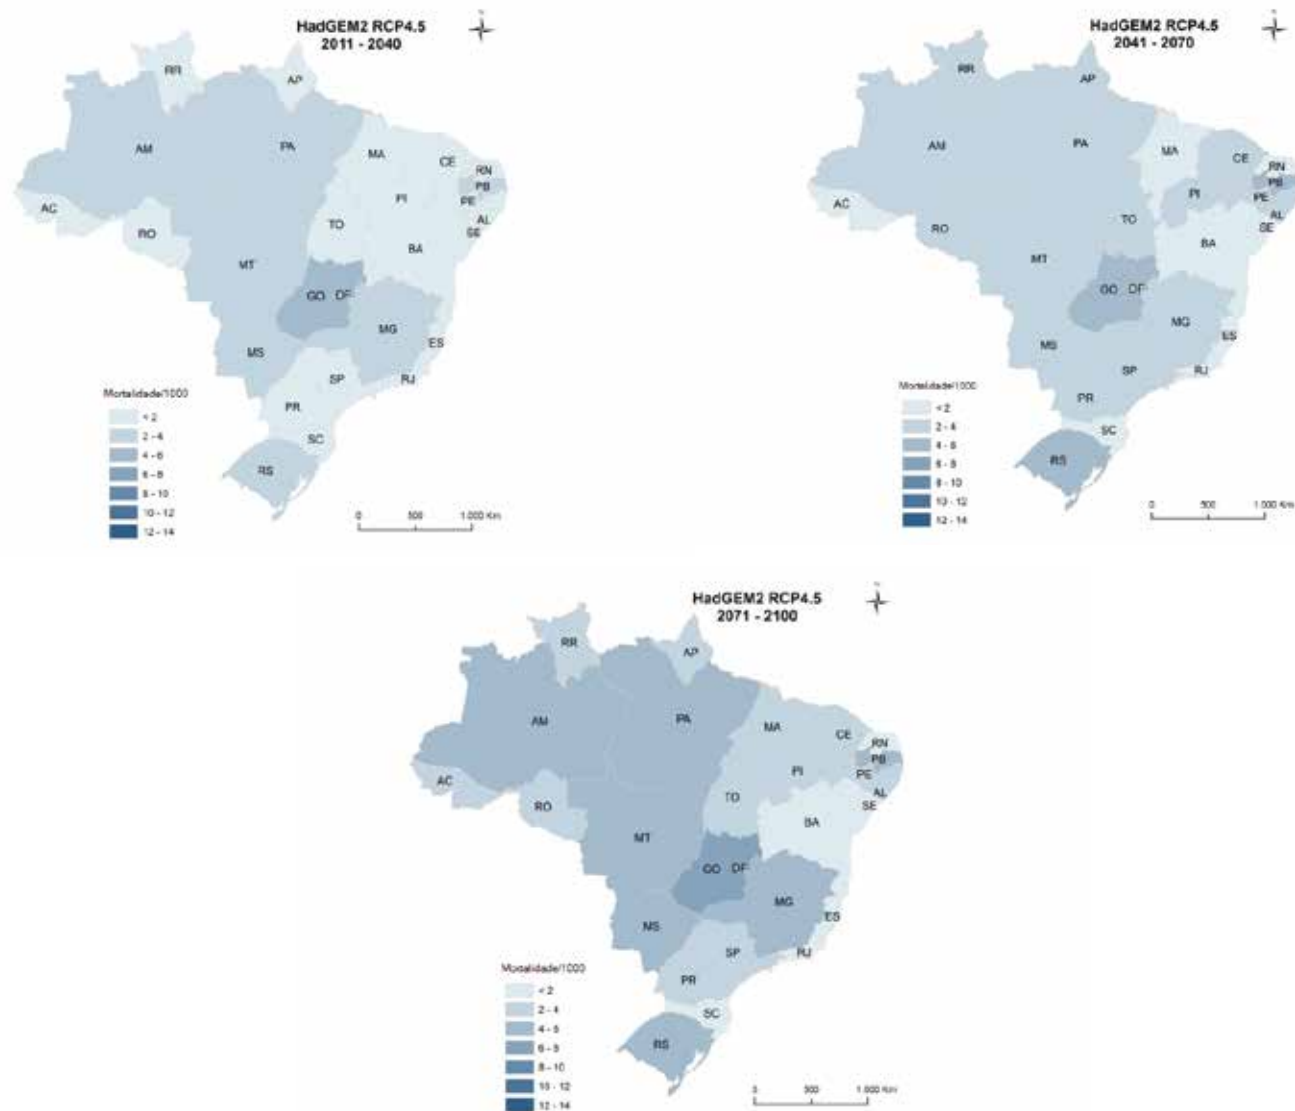 HadGEM2 RCP4.5
2011 - 2040
RR
AP
AM
PA
MA
CE
RN
PB
PI
PE
AC
AL
TO
SE
RO
BA
MT
GO DF
MG
ES
MS
SP
RJ
PR
SC
RS
Mortalidade/1000
< 2
2 - 4
4 - 6
6 - 8
8 - 10
10 - 12
12 - 14
0 500 1.000 Km
HadGEM2 RCP4.5
2041 - 2070
RR
AP
AM
PA
MA
CE
RN
PB
PI
PE
AC
AL
TO
SE
RO
BA
MT
GO DF
MG
ES
MS
SP
RJ
PR
SC
RS
Mortalidade/1000
< 2
2 - 4
4 - 6
6 - 8
8 - 10
10 - 12
12 - 14
0 500 1.000 Km
HadGEM2 RCP4.5
2071 - 2100
RR
AP
AM
PA
MA
CE
RN
PB
PI
PE
AC
AL
TO
SE
RO
BA
MT
GO DF
MG
ES
MS
SP
RJ
PR
SC
RS
Mortalidade/1000
< 2
2 - 4
4 - 6
6 - 8
8 - 10
10 - 12
12 - 14
0 500 1.000 Km